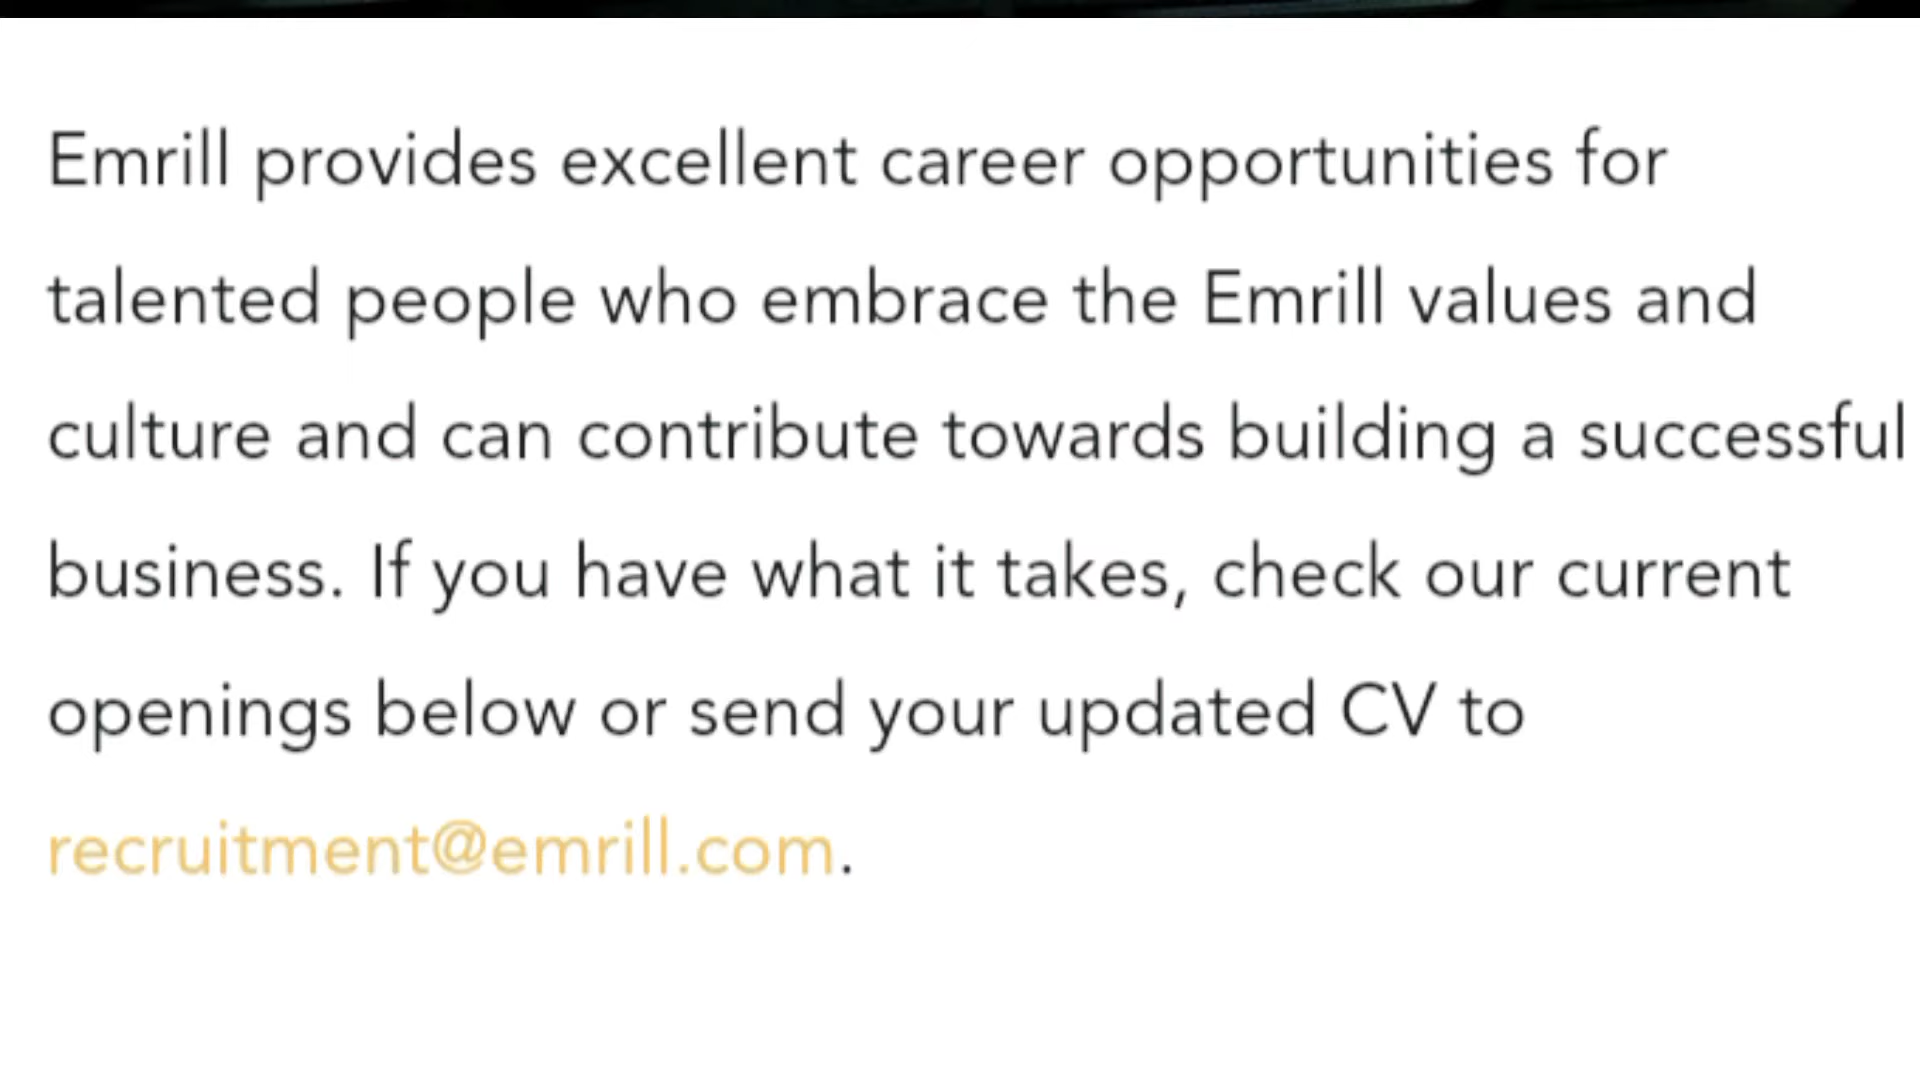 Emrill provides excellent career opportunities for
talented people who embrace the Emrill values and
culture and can contribute towards building a successful
business. If you have what it takes, check our current
openings below or send your updated CV to
recruitment@emrill.com.